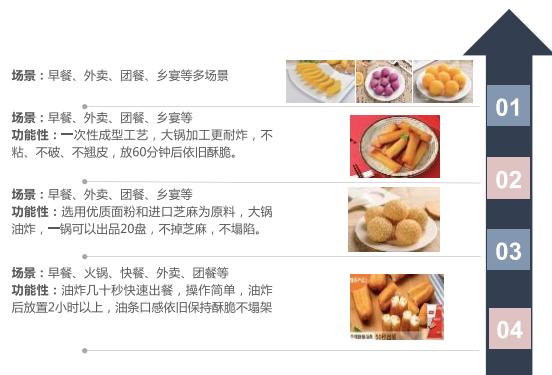 场景：早餐、外卖、团餐、乡宴等多场景
01
场景：早餐、外卖、团餐、乡宴等
功能性：一次性成型工艺，大锅加工更耐炸，不
粘、不破、不翘皮，放60分钟后依旧酥脆。
02
场景：早餐、外卖、团餐、乡宴等
功能性：选用优质面粉和进口芝麻为原料，大锅
油炸，一锅可以出品20盘，不掉芝麻，不塌陷。
03
场景：早餐、火锅、快餐、外卖、团餐等
功能性：油炸几十秒快速出餐，操作简单，油炸
后放置2小时以上，油条口感依旧保持酥脆不塌架
04